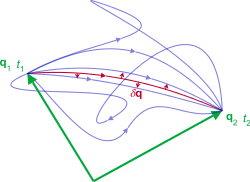 q₁ t₁
δq
q₂ t₂